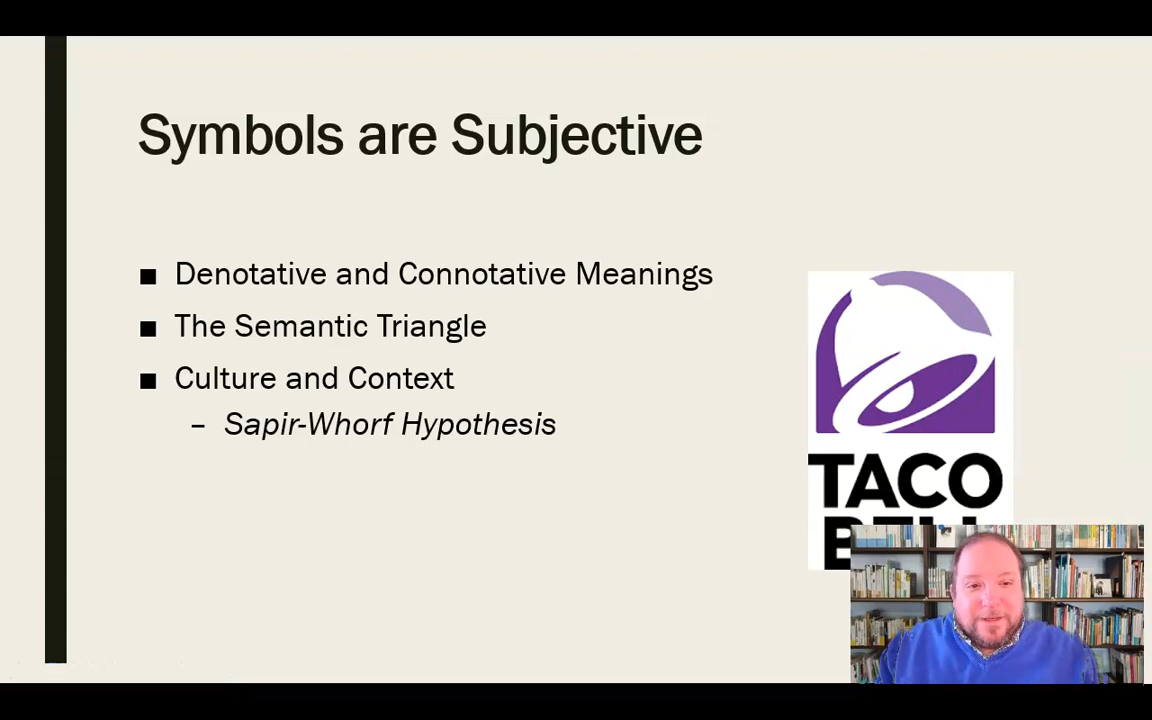 Symbols are Subjective
■ Denotative and Connotative Meanings
■ The Semantic Triangle
■ Culture and Context
– Sapir-Whorf Hypothesis
TACO